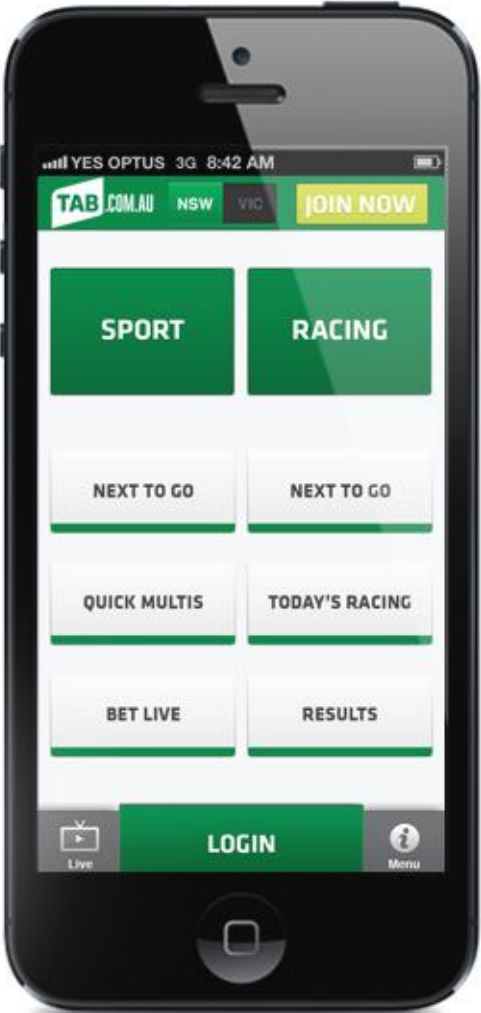 YES OPTUS 3G 8:42 AM
TAB.COM.AU NSW VIC JOIN NOW
SPORT RACING
NEXT TO GO NEXT TO GO
QUICK MULTIS TODAY'S RACING
BET LIVE RESULTS
LOGIN
Live Menu